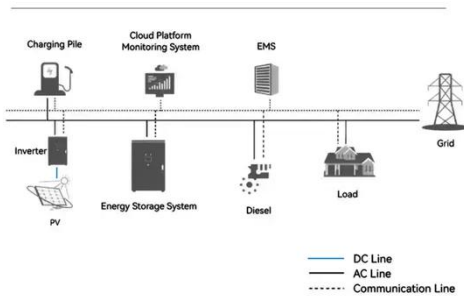 Charging Pile
Cloud Platform
Monitoring System
EMS
Grid
Inverter
PV
Energy Storage System
Diesel
Load
DC Line
AC Line
Communication Line